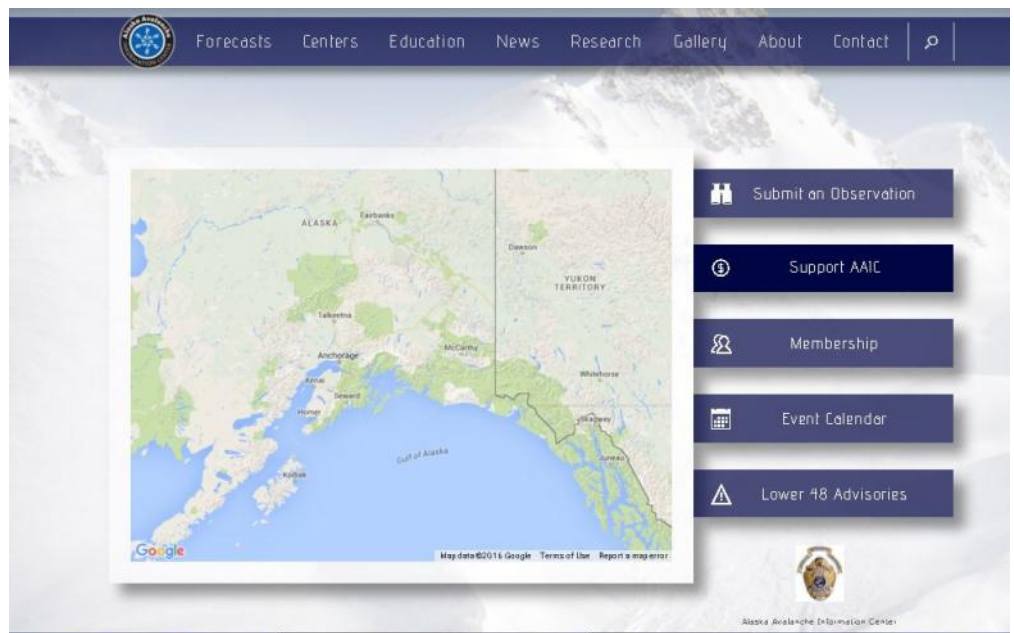 Alaska Avalanche
Forecasts Centers Education News Research Gallery About Contact
Submit an Observation
Support AAIC
Membership
Event Calendar
Lower 48 Advisories
ALASKA
Fairbanks
Dawson
YUKON
TERRITORY
Talkeetna
McCarthy
Anchorage
Whitehorse
Kenai
Seward
Homer
Skagway
Gulf of Alaska
Juneau
Kodiak
Google
Map data ©2016 Google Terms of Use Report a map error
Alaska Avalanche Information Center